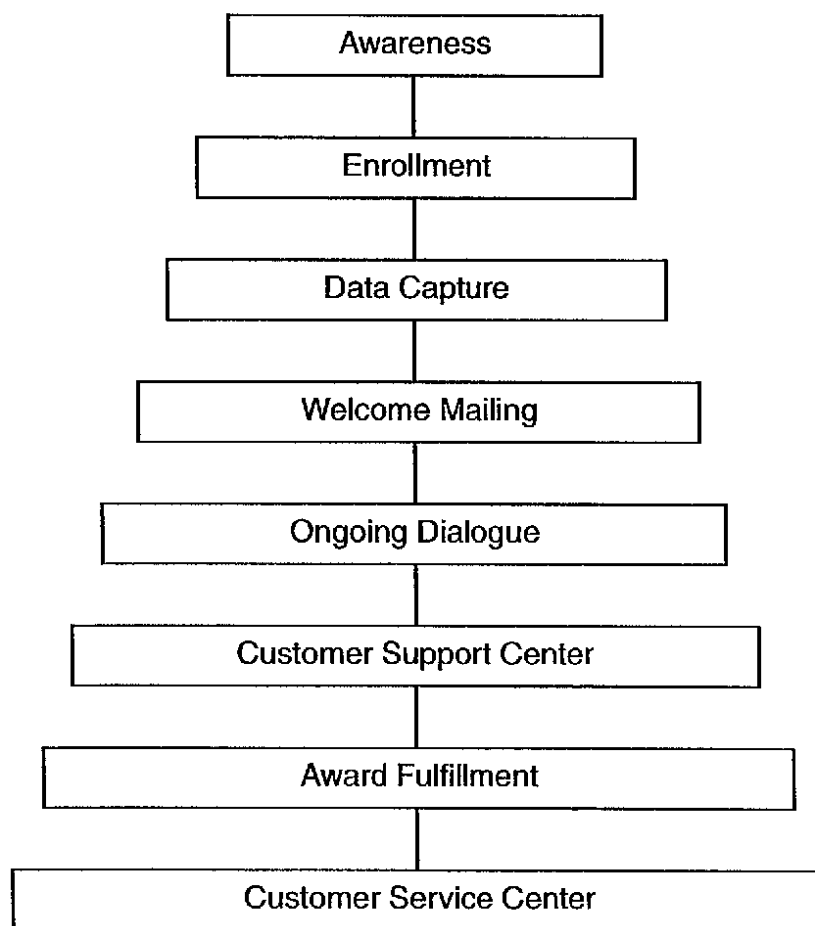 Awareness
Enrollment
Data Capture
Welcome Mailing
Ongoing Dialogue
Customer Support Center
Award Fulfillment
Customer Service Center